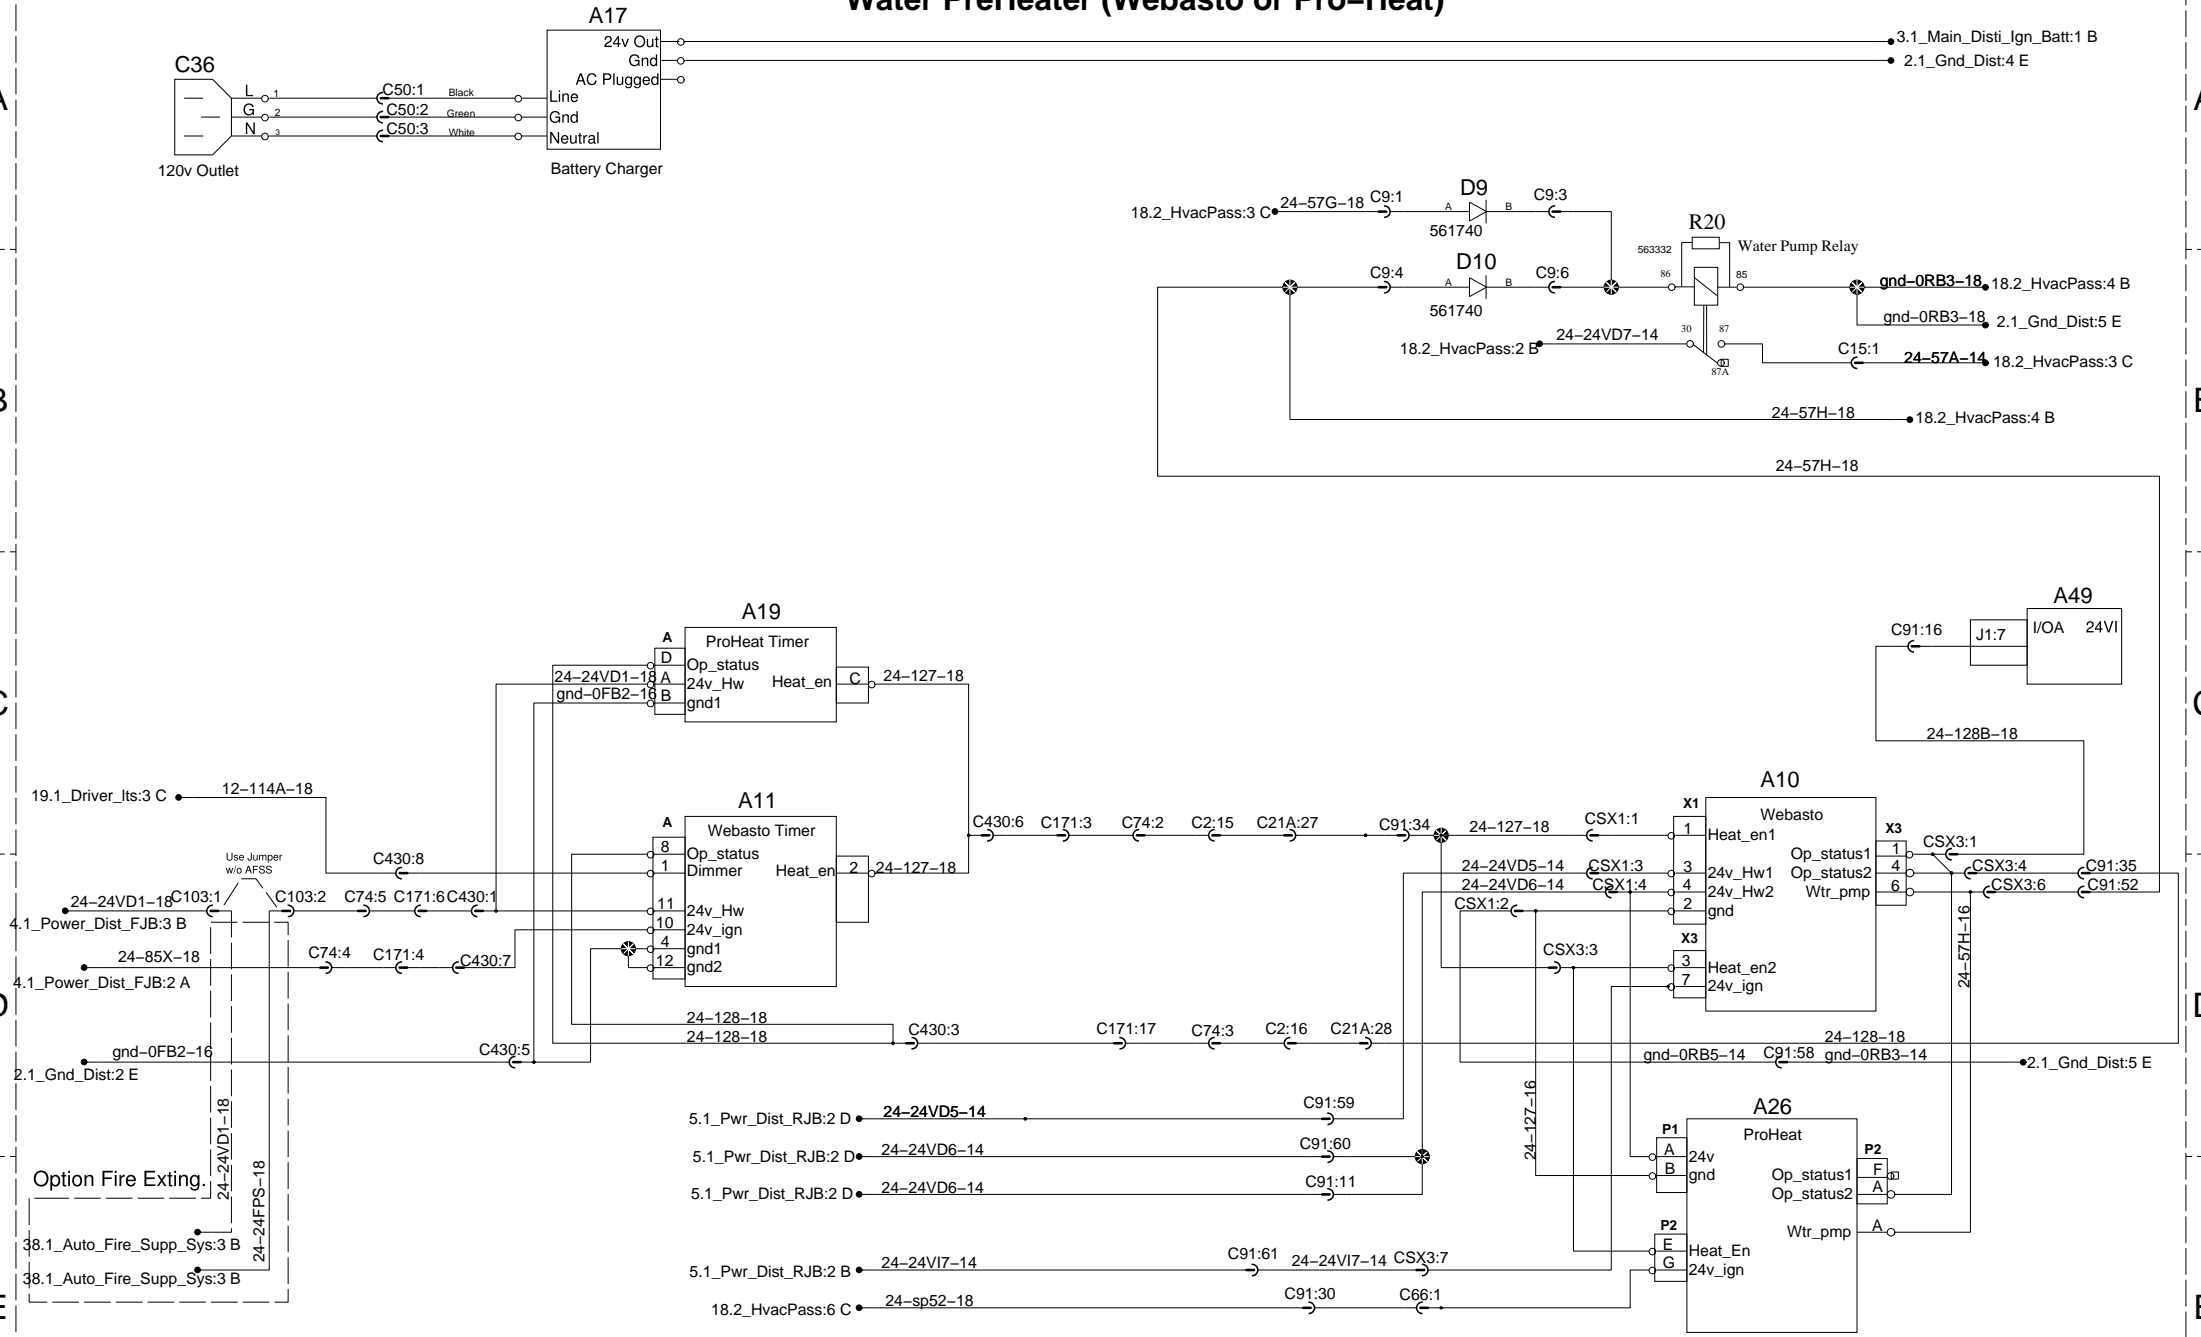 Water PreHeater (Webasto or Pro–Heat)
A17
24v Out
Gnd
AC Plugged
Line
Gnd
Neutral
Battery Charger
3.1_Main_Disti_Ign_Batt:1 B
2.1_Gnd_Dist:4 E
C36
L 1 C50:1 Black
G 2 C50:2 Green
N 3 C50:3 White
120v Outlet
A
A
18.2_HvacPass:3 C 24–57G–18 C9:1 A D9 B C9:3
561740
R20
563332 Water Pump Relay
C9:4 A D10 B C9:6 86 85 gnd–0RB3–18 18.2_HvacPass:4 B
561740
gnd–0RB3–18 2.1_Gnd_Dist:5 E
18.2_HvacPass:2 B 24–24VD7–14 30 87
87A
C15:1 24–57A–14 18.2_HvacPass:3 C
B
24–57H–18 18.2_HvacPass:4 B
24–57H–18
A19
A ProHeat Timer
D Op_status
24–24VD1–18 A 24v_Hw Heat_en C 24–127–18
gnd–0FB2–16 B gnd1
A49
C91:16 J1:7 I/OA 24VI
24–128B–18
C
19.1_Driver_lts:3 C 12–114A–18
A11
A Webasto Timer
8 Op_status
C430:8 1 Dimmer Heat_en 2 24–127–18
11 24v_Hw
10 24v_ign
4 gnd1
12 gnd2
Use Jumper
w/o AFSS
24–24VD1–18 C103:1 C103:2 C74:5 C171:6 C430:1
4.1_Power_Dist_FJB:3 B
24–85X–18 C74:4 C171:4 C430:7
4.1_Power_Dist_FJB:2 A
C430:6 C171:3 C74:2 C2:15 C21A:27 C91:34 24–127–18 CSX1:1
A10
X1 Webasto
1 Heat_en1
24–24VD5–14 CSX1:3 3 24v_Hw1
24–24VD6–14 CSX1:4 4 24v_Hw2
CSX1:2 2 gnd
X3
Op_status1 1 CSX3:1
Op_status2 4 CSX3:4 C91:35
Wtr_pmp 6 CSX3:6 C91:52
X3
CSX3:3 3 Heat_en2
7 24v_ign
24–57H–16
D
24–128–18
24–128–18 C430:3 C171:17 C74:3 C2:16 C21A:28 24–128–18
gnd–0FB2–16 C430:5
2.1_Gnd_Dist:2 E
gnd–0RB5–14 C91:58 gnd–0RB3–14 2.1_Gnd_Dist:5 E
24–127–16
5.1_Pwr_Dist_RJB:2 D 24–24VD5–14 C91:59
5.1_Pwr_Dist_RJB:2 D 24–24VD6–14 C91:60
5.1_Pwr_Dist_RJB:2 D 24–24VD6–14 C91:11
A26
P1 ProHeat
A 24v
B gnd
P2
Op_status1 F
Op_status2 A
Wtr_pmp A
P2
E Heat_En
G 24v_ign
Option Fire Exting.
24–24VD1–18
24–24FPS–18
38.1_Auto_Fire_Supp_Sys:3 B
38.1_Auto_Fire_Supp_Sys:3 B
5.1_Pwr_Dist_RJB:2 B 24–24VI7–14 C91:61 24–24VI7–14 CSX3:7
18.2_HvacPass:6 C 24–sp52–18 C91:30 C66:1